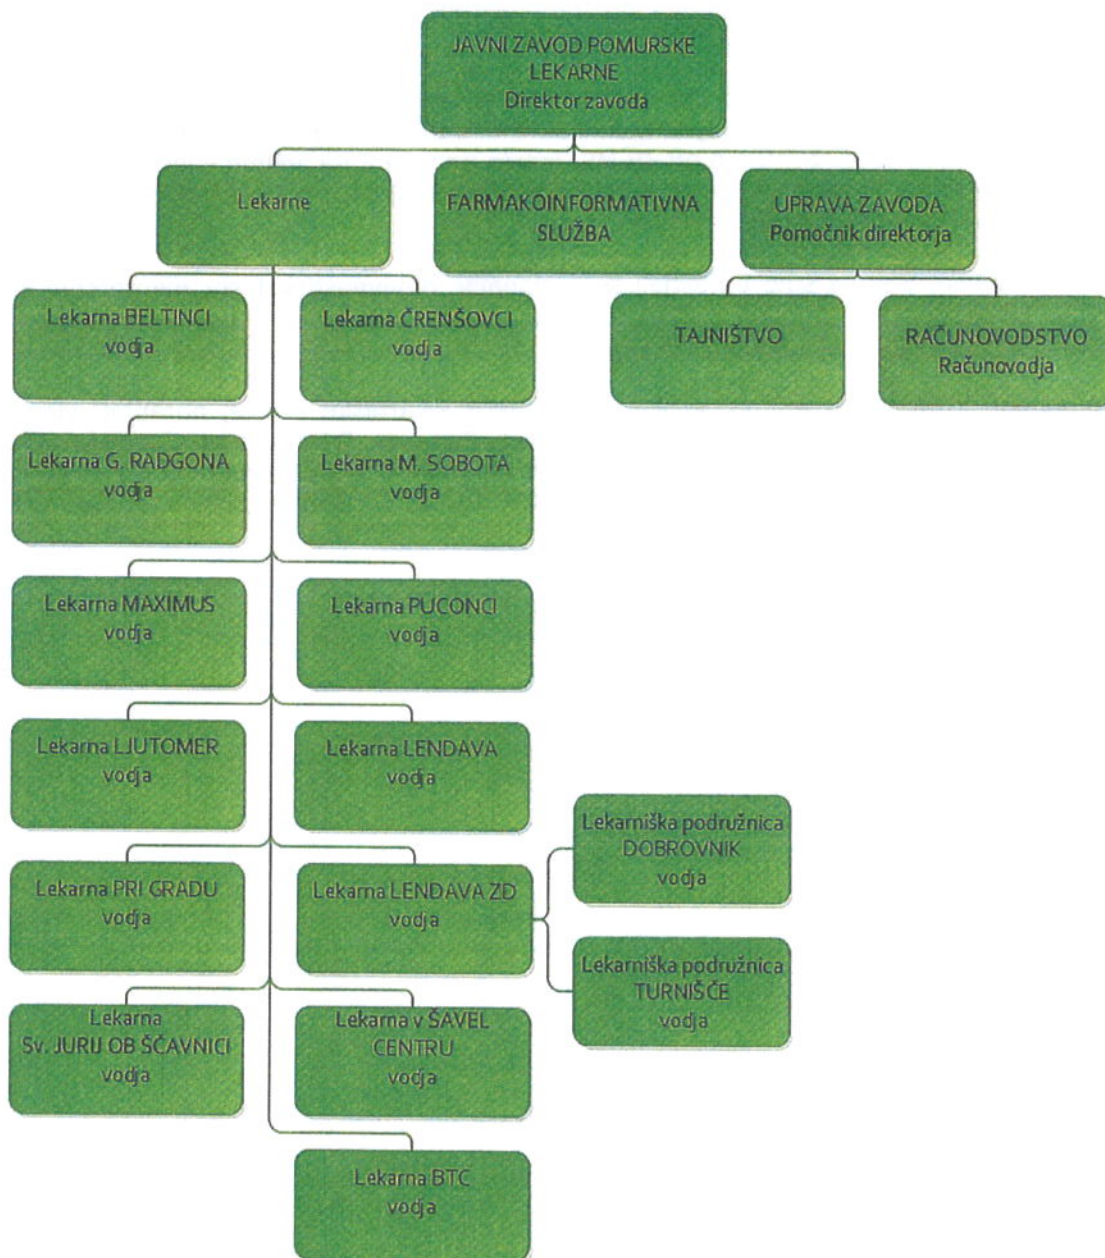 JAVNI ZAVOD POMURSKE
LEKARNE
Direktor zavoda
Lekarne
FARMAKOINFORMATIVNA
SLUŽBA
UPRAVA ZAVODA
Pomočnik direktorja
Lekarna BELTINCI
vodja
Lekarna ČRENŠOVCI
vodja
TAJNIŠTVO
RAČUNOVODSTVO
Računovodja
Lekarna G. RADGONA
vodja
Lekarna M. SOBOTA
vodja
Lekarna MAXIMUS
vodja
Lekarna PUCONCI
vodja
Lekarna LJUTOMER
vodja
Lekarna LENDAVA
vodja
Lekarna PRI GRADU
vodja
Lekarna LENDAVA ZD
vodja
Lekarniška podružnica
DOBROVNIK
vodja
Lekarniška podružnica
TURNIŠČE
vodja
Lekarna
Sv. JURIJ OB ŠČAVNICI
vodja
Lekarna v ŠAVEL
CENTRU
vodja
Lekarna BTC
vodja